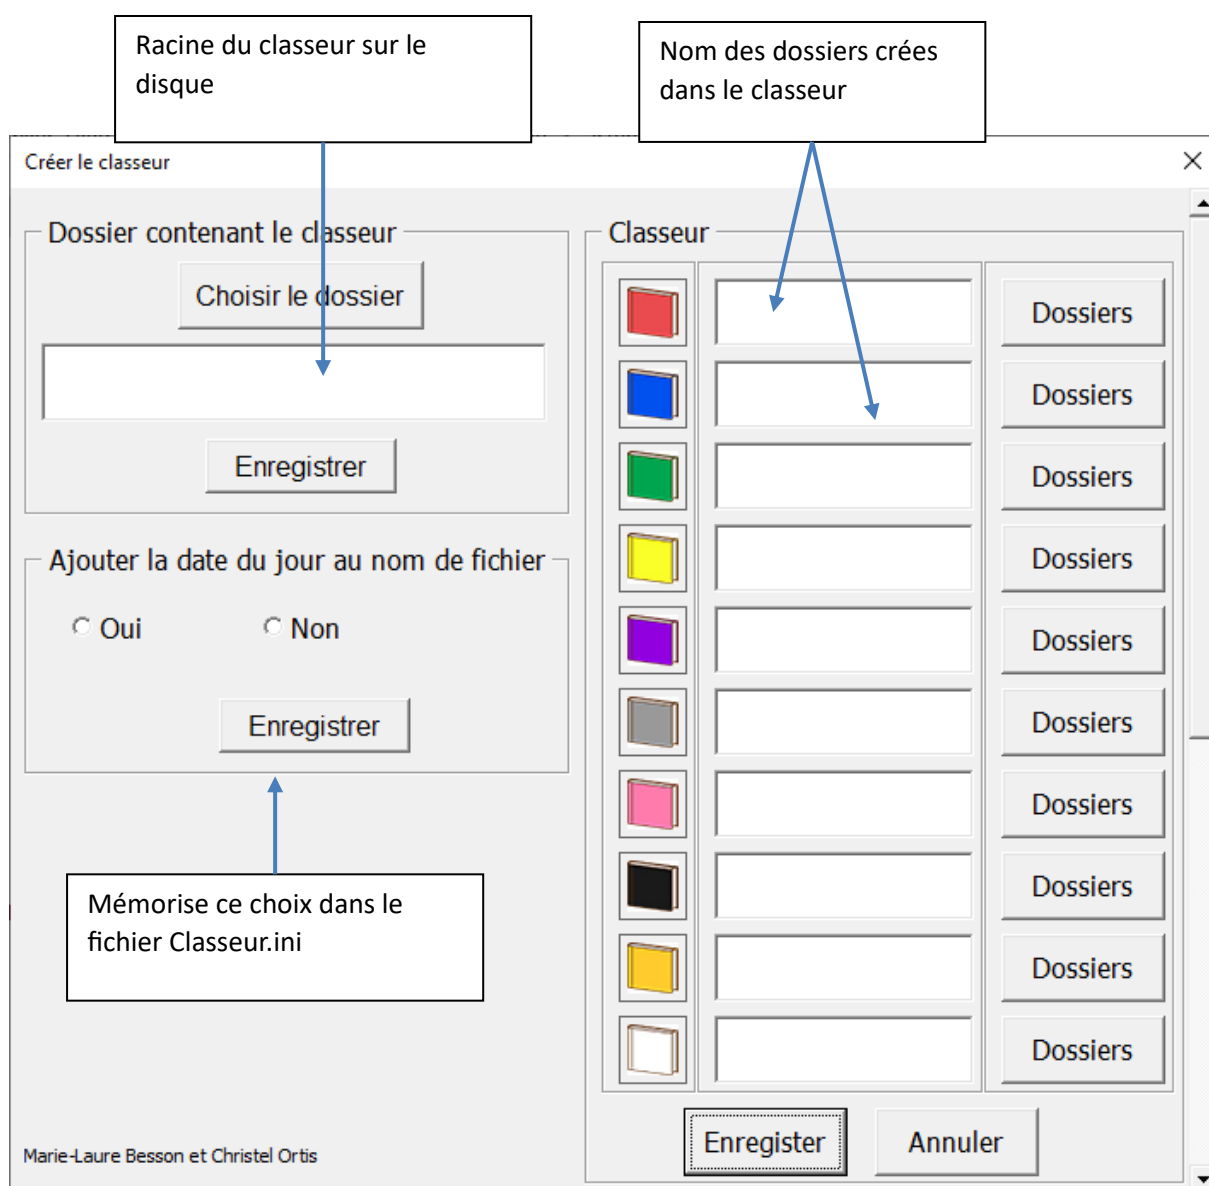 Racine du classeur sur le
disque
Nom des dossiers crées
dans le classeur
Créer le classeur
Dossier contenant le classeur
Choisir le dossier
Enregistrer
Ajouter la date du jour au nom de fichier
Oui
Non
Enregistrer
Mémorise ce choix dans le
fichier Classeur.ini
Marie-Laure Besson et Christel Ortis
Classeur
Dossiers
Dossiers
Dossiers
Dossiers
Dossiers
Dossiers
Dossiers
Dossiers
Dossiers
Dossiers
Enregister
Annuler